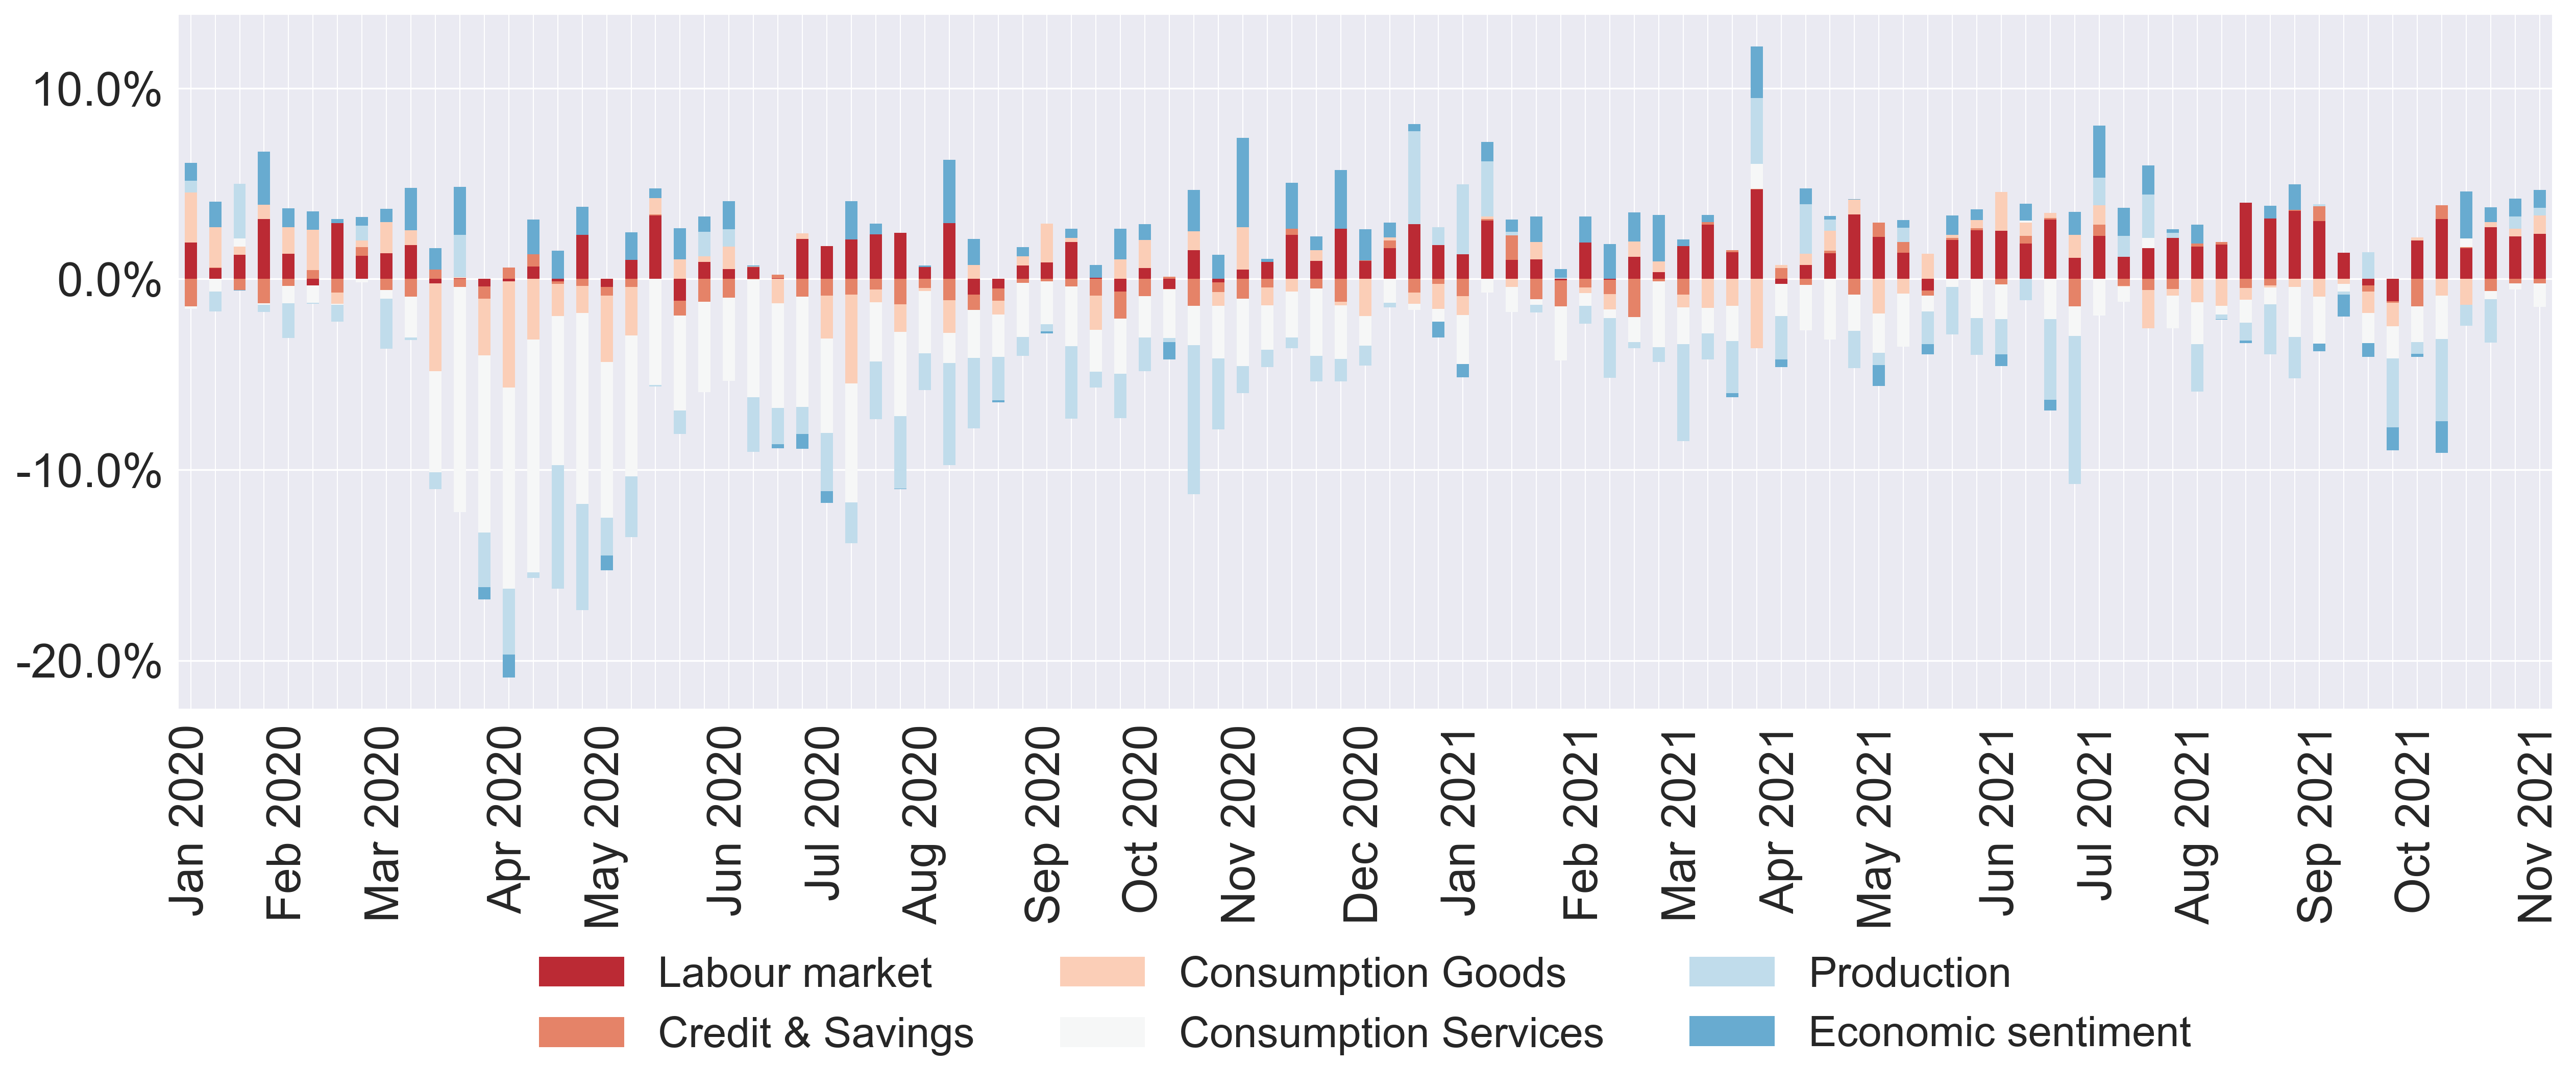 10.0%
0.0%
-10.0%
-20.0%
Jan 2020
Feb 2020
Mar 2020
Apr 2020
May 2020
Jun 2020
Jul 2020
Aug 2020
Sep 2020
Oct 2020
Nov 2020
Dec 2020
Jan 2021
Feb 2021
Mar 2021
Apr 2021
May 2021
Jun 2021
Jul 2021
Aug 2021
Sep 2021
Oct 2021
Nov 2021
Labour market
Credit & Savings
Consumption Goods
Consumption Services
Production
Economic sentiment